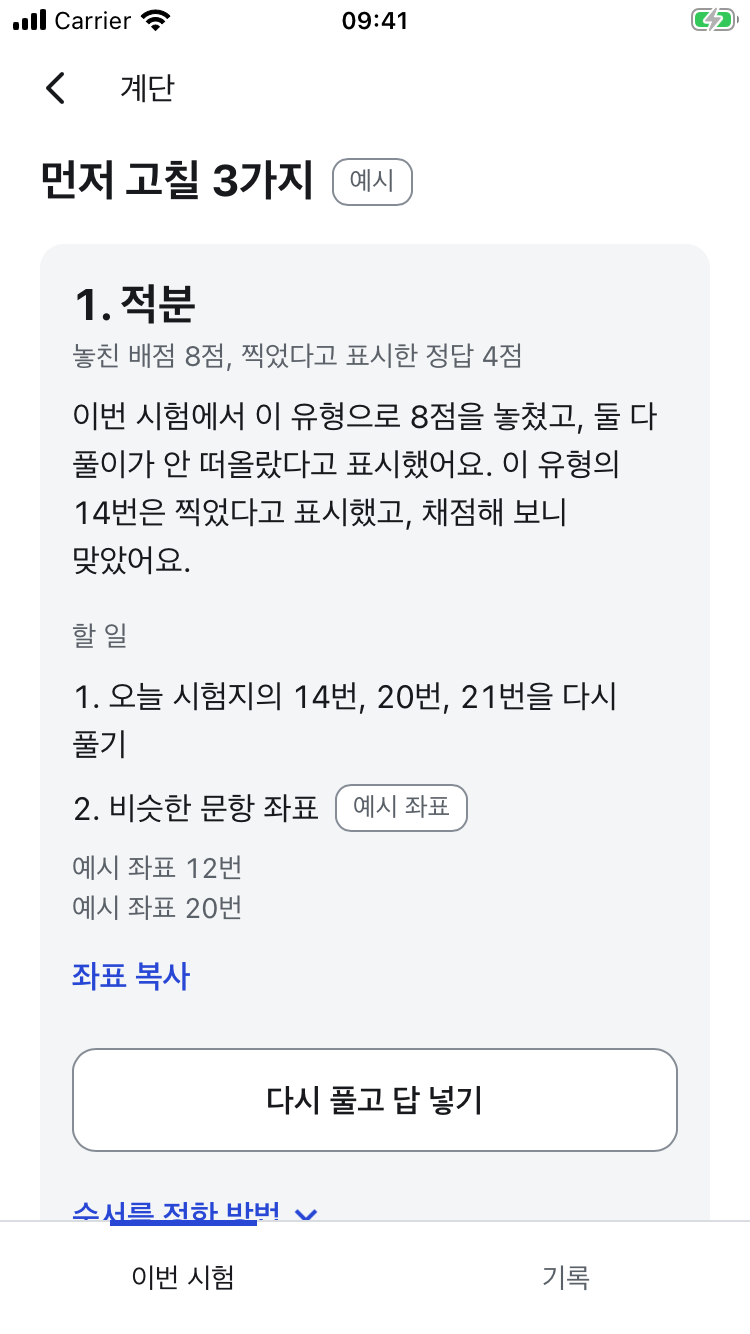 Carrier 09:41
계단
먼저 고칠 3가지 예시
1. 적분
놓친 배점 8점, 찍었다고 표시한 정답 4점
이번 시험에서 이 유형으로 8점을 놓쳤고, 둘 다
풀이가 안 떠올랐다고 표시했어요. 이 유형의
14번은 찍었다고 표시했고, 채점해 보니
맞았어요.
할 일
1. 오늘 시험지의 14번, 20번, 21번을 다시
풀기
2. 비슷한 문항 좌표 예시 좌표
예시 좌표 12번
예시 좌표 20번
좌표 복사
다시 풀고 답 넣기
순서를 정한 방법
이번 시험 기록